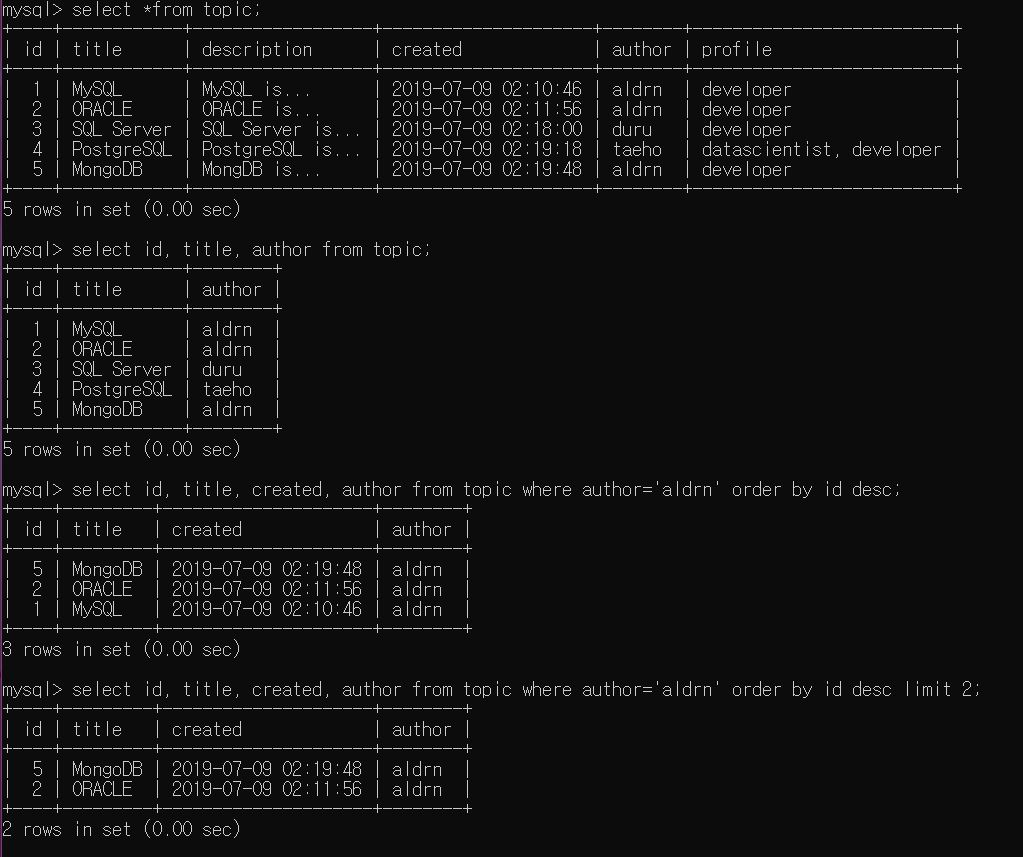 mysql> select *from topic;
+----+------------+-------------------+---------------------+--------+--------------------------+
| id | title      | description       | created             | author | profile                  |
+----+------------+-------------------+---------------------+--------+--------------------------+
|  1 | MySQL      | MySQL is...       | 2019-07-09 02:10:46 | aldrn  | developer                |
|  2 | ORACLE     | ORACLE is...      | 2019-07-09 02:11:56 | aldrn  | developer                |
|  3 | SQL Server | SQL Server is...  | 2019-07-09 02:18:00 | duru   | developer                |
|  4 | PostgreSQL | PostgreSQL is...  | 2019-07-09 02:19:18 | taeho  | datascientist, developer |
|  5 | MongoDB    | MongDB is...      | 2019-07-09 02:19:48 | aldrn  | developer                |
+----+------------+-------------------+---------------------+--------+--------------------------+
5 rows in set (0.00 sec)
mysql> select id, title, author from topic;
+----+------------+--------+
| id | title      | author |
+----+------------+--------+
|  1 | MySQL      | aldrn  |
|  2 | ORACLE     | aldrn  |
|  3 | SQL Server | duru   |
|  4 | PostgreSQL | taeho  |
|  5 | MongoDB    | aldrn  |
+----+------------+--------+
5 rows in set (0.00 sec)
mysql> select id, title, created, author from topic where author='aldrn' order by id desc;
+----+---------+---------------------+--------+
| id | title   | created             | author |
+----+---------+---------------------+--------+
|  5 | MongoDB | 2019-07-09 02:19:48 | aldrn  |
|  2 | ORACLE  | 2019-07-09 02:11:56 | aldrn  |
|  1 | MySQL   | 2019-07-09 02:10:46 | aldrn  |
+----+---------+---------------------+--------+
3 rows in set (0.00 sec)
mysql> select id, title, created, author from topic where author='aldrn' order by id desc limit 2;
+----+---------+---------------------+--------+
| id | title   | created             | author |
+----+---------+---------------------+--------+
|  5 | MongoDB | 2019-07-09 02:19:48 | aldrn  |
|  2 | ORACLE  | 2019-07-09 02:11:56 | aldrn  |
+----+---------+---------------------+--------+
2 rows in set (0.00 sec)